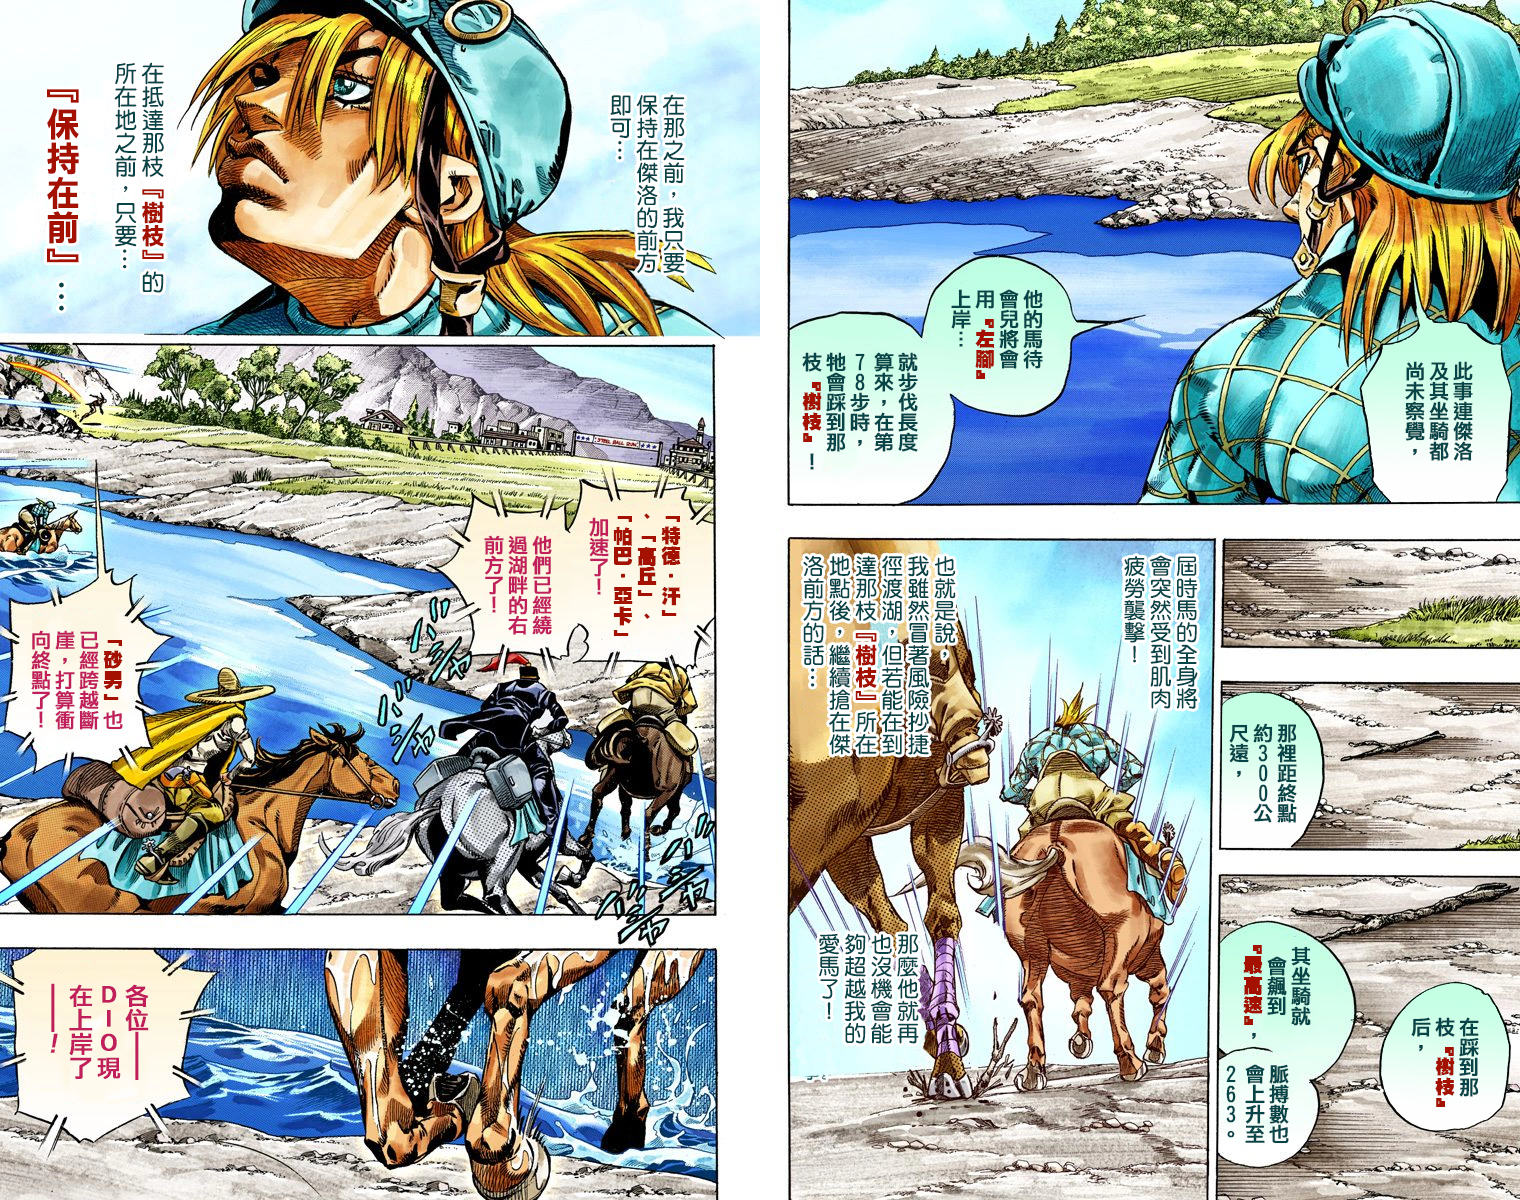 此事連傑洛
及其坐騎都
尚未察覺，
他的馬待
會兒將會
用『左腳』
上岸…
就步伐長度
算來，在第
78步時，
牠會踩到那
枝『樹枝』！
那裡距終點
約300公
尺遠，
在踩到那
枝『樹枝』
后，
其坐騎就
會飆到
『最高速』，
脈搏數也
會上升至
263。
屆時馬的全身將
會突然受到肌肉
疲勞襲擊！
也就是說，
我雖然冒著風險抄捷
徑渡湖，但若能在到
達那枝『樹枝』所在
地點後，繼續搶在傑
洛前方的話…
那麼他就再
也沒機會能
夠超越我的
愛馬了！
在那之前，我只要
保持在傑洛的前方
即可…
在抵達那枝『樹枝』的
所在地之前，只要…
『保持在前』…
STEEL BALL RUN
『特德·汗』
、『高丘』、
『帕巴·亞卡』
加速了！
他們已經繞
過湖畔的右
前方了！
『砂男』也
已經跨越斷
崖，打算衝
向終點了！
ドシャ
ドシャ
ドシャ
ドシャ
各位——
DIO現
在上岸了
——！